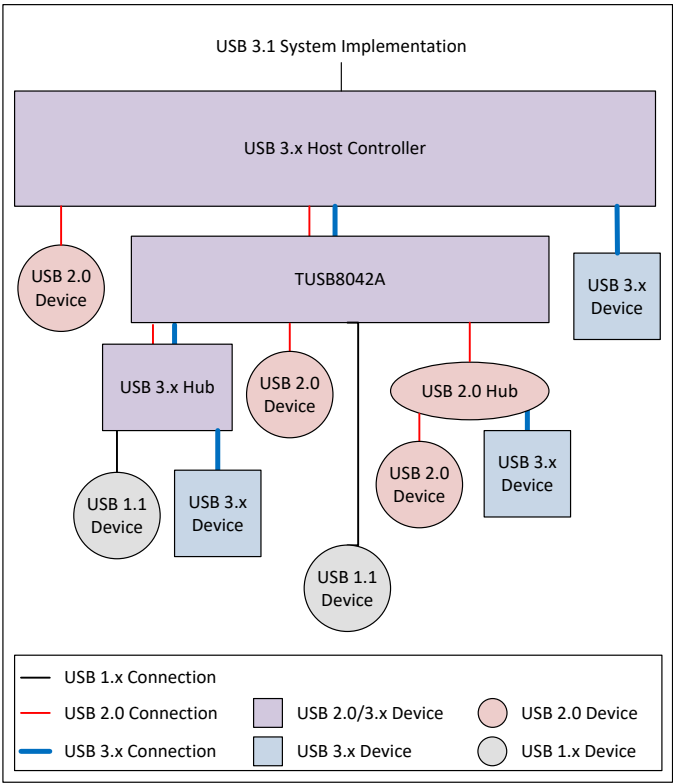 USB 3.1 System Implementation
USB 3.x Host Controller
USB 2.0
Device
TUSB8042A
USB 3.x
Device
USB 3.x Hub
USB 2.0
Device
USB 2.0 Hub
USB 1.1
Device
USB 3.x
Device
USB 2.0
Device
USB 3.x
Device
USB 1.1
Device
USB 1.x Connection
USB 2.0 Connection
USB 2.0/3.x Device
USB 2.0 Device
USB 3.x Connection
USB 3.x Device
USB 1.x Device